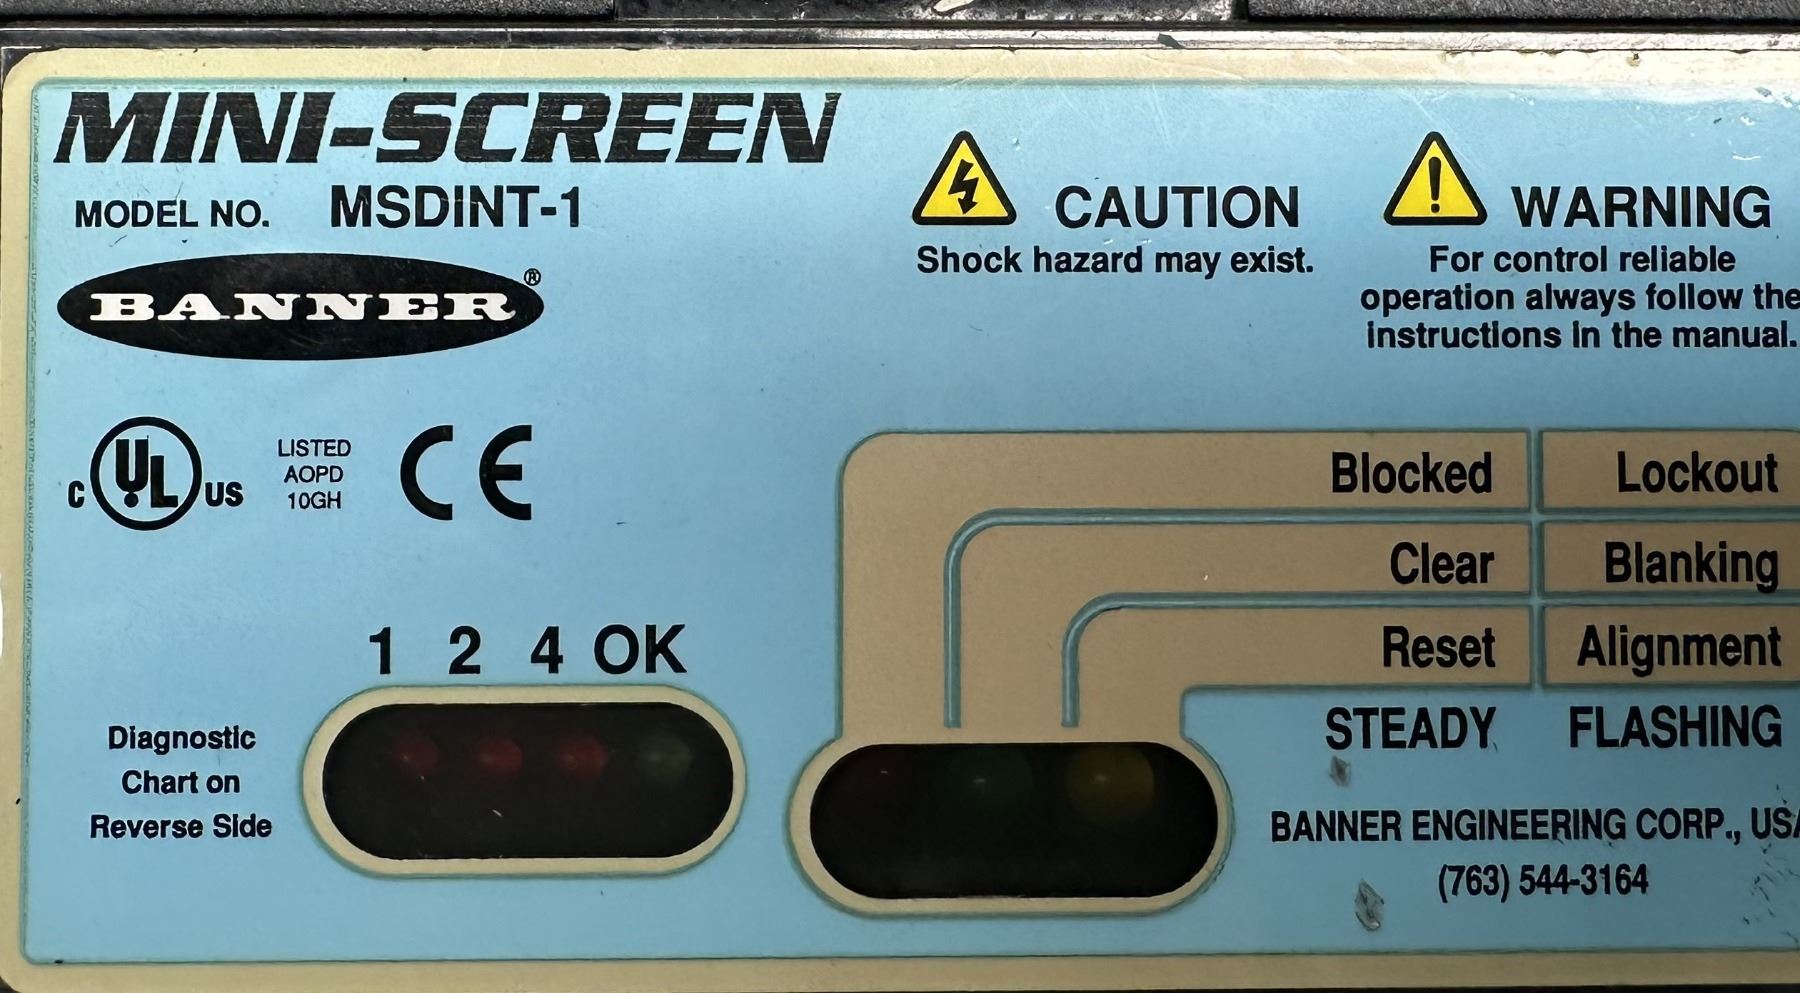 MINI-SCREEN
MODEL NO. MSDINT-1
BANNER®
C UL US
LISTED
AOPD
10GH
CE
CAUTION
Shock hazard may exist.
WARNING
For control reliable
operation always follow the
instructions in the manual.
Blocked Lockout
Clear Blanking
Reset Alignment
STEADY FLASHING
1 2 4 OK
Diagnostic
Chart on
Reverse Side
BANNER ENGINEERING CORP., USA
(763) 544-3164